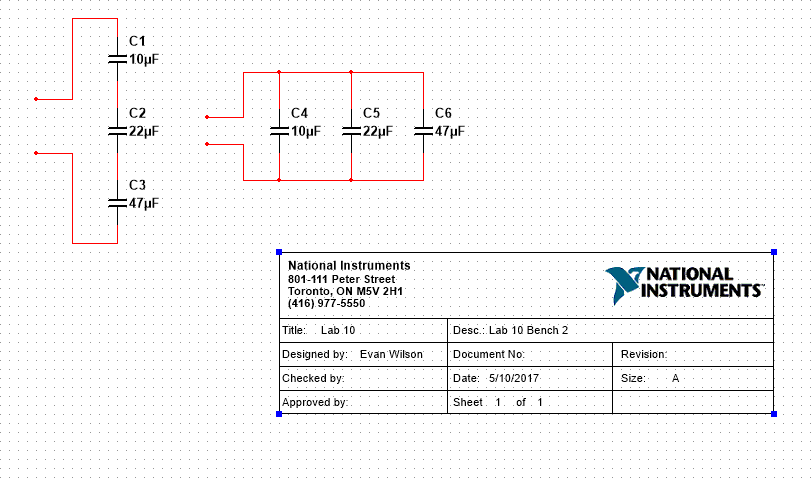 C1
10µF
C2
22µF
C3
47µF
C4
10µF
C5
22µF
C6
47µF
National Instruments
801-111 Peter Street
Toronto, ON M5V 2H1
(416) 977-5550
NATIONAL
INSTRUMENTS™
Title: Lab 10
Desc.: Lab 10 Bench 2
Designed by: Evan Wilson
Document No:
Revision:
Checked by:
Date: 5/10/2017
Size: A
Approved by:
Sheet 1 of 1